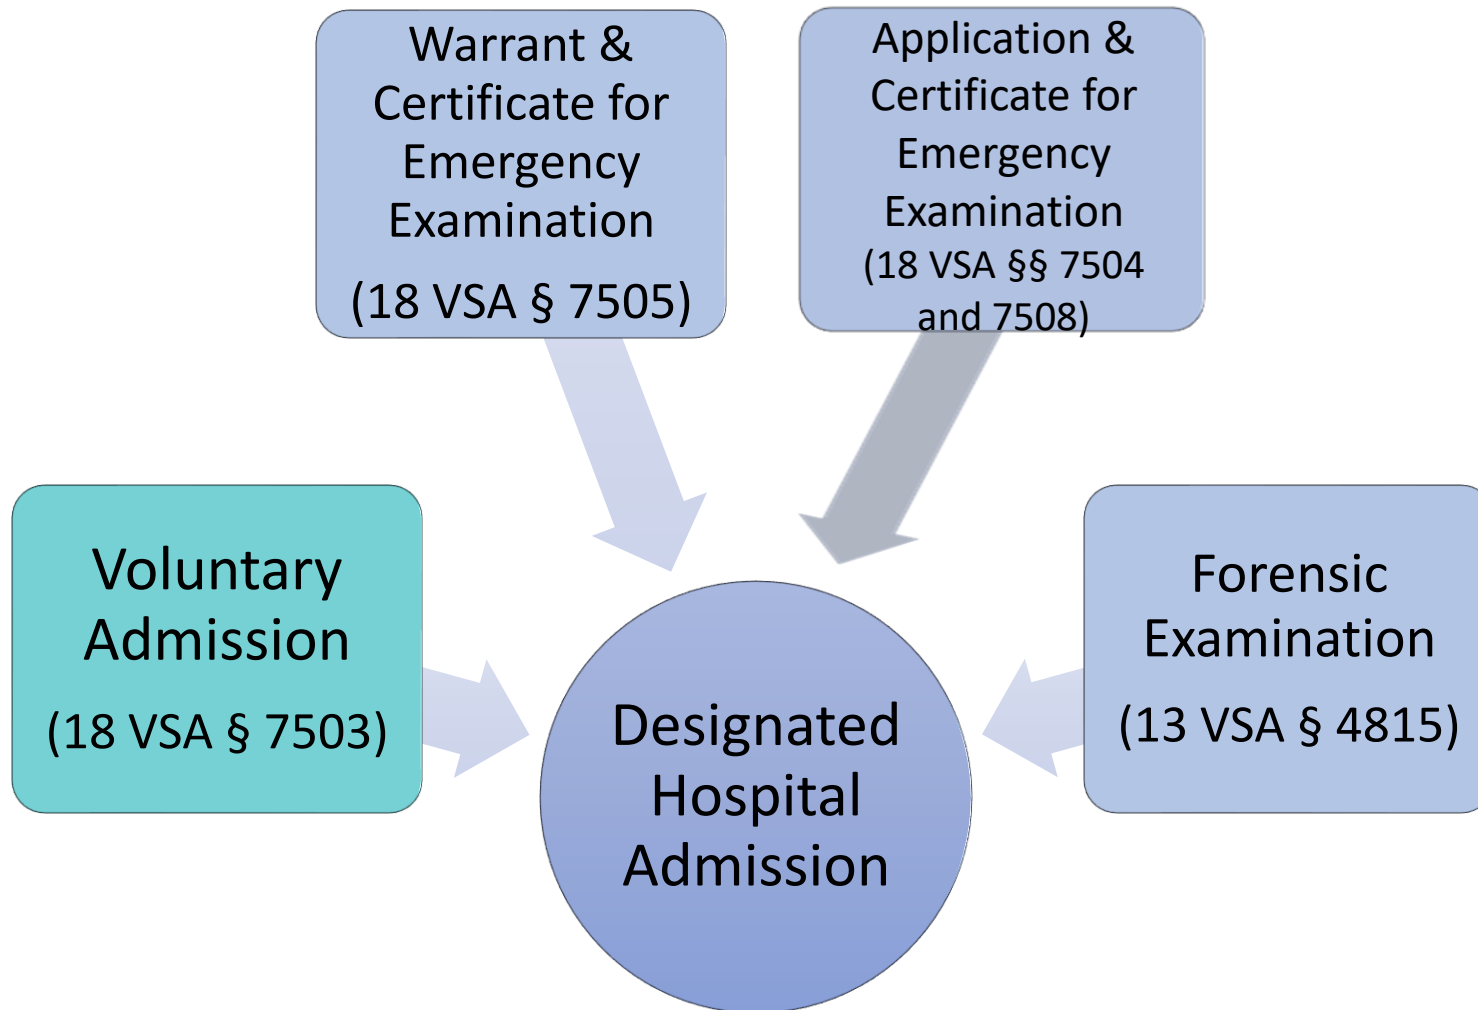 Warrant &
Certificate for
Emergency
Examination
(18 VSA § 7505)
Application &
Certificate for
Emergency
Examination
(18 VSA §§ 7504
and 7508)
Voluntary
Admission
(18 VSA § 7503)
Forensic
Examination
(13 VSA § 4815)
Designated
Hospital
Admission